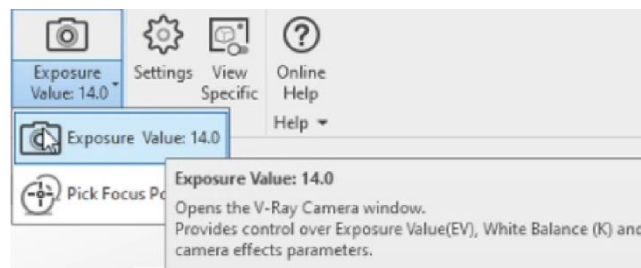 Exposure
Value: 14.0
Settings
View
Specific
Online
Help
Help
Exposure Value: 14.0
Pick Focus Po
Exposure Value: 14.0
Opens the V-Ray Camera window.
Provides control over Exposure Value(EV), White Balance (K) and
camera effects parameters.